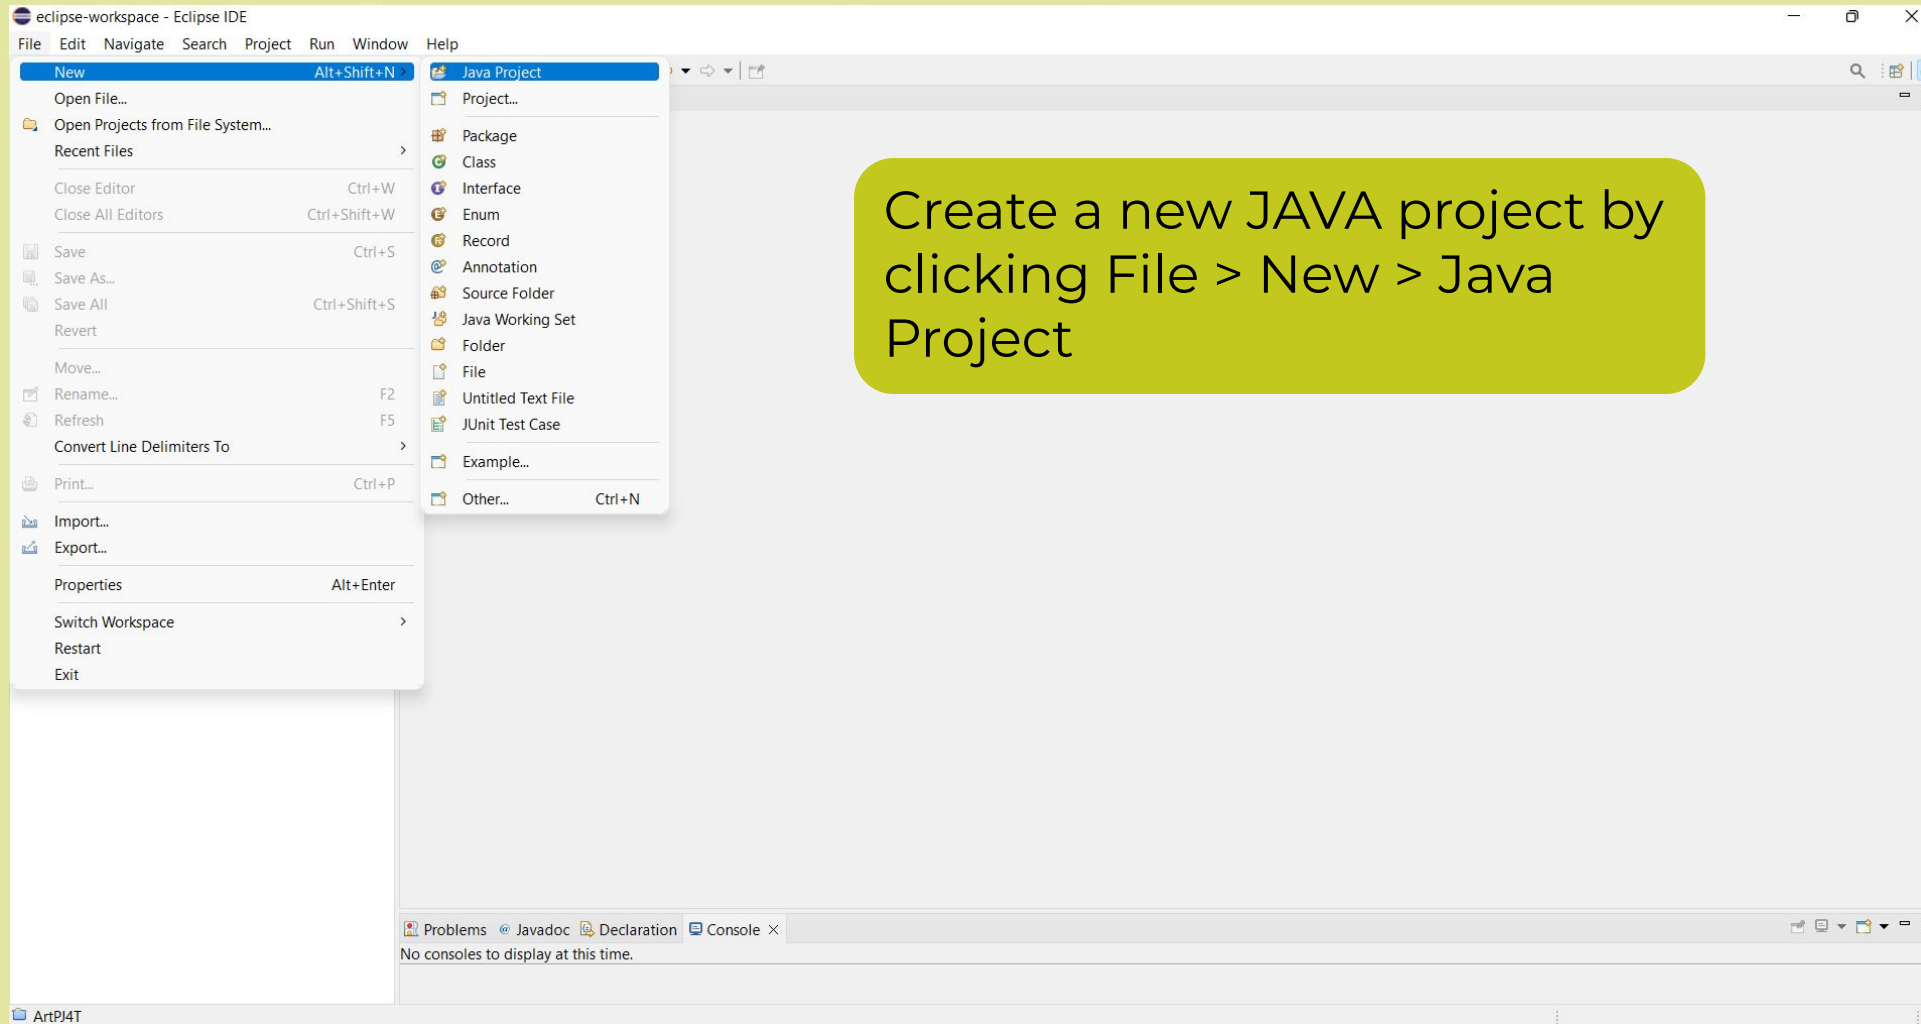 eclipse-workspace - Eclipse IDE
File Edit Navigate Search Project Run Window Help
New Alt+Shift+N
Open File...
Open Projects from File System...
Recent Files
Close Editor Ctrl+W
Close All Editors Ctrl+Shift+W
Save Ctrl+S
Save As...
Save All Ctrl+Shift+S
Revert
Move...
Rename... F2
Refresh F5
Convert Line Delimiters To
Print... Ctrl+P
Import...
Export...
Properties Alt+Enter
Switch Workspace
Restart
Exit
Java Project
Project...
Package
Class
Interface
Enum
Record
Annotation
Source Folder
Java Working Set
Folder
File
Untitled Text File
JUnit Test Case
Example...
Other... Ctrl+N
Create a new JAVA project by
clicking File > New > Java
Project
Problems @ Javadoc Declaration Console
No consoles to display at this time.
ArtPJ4T